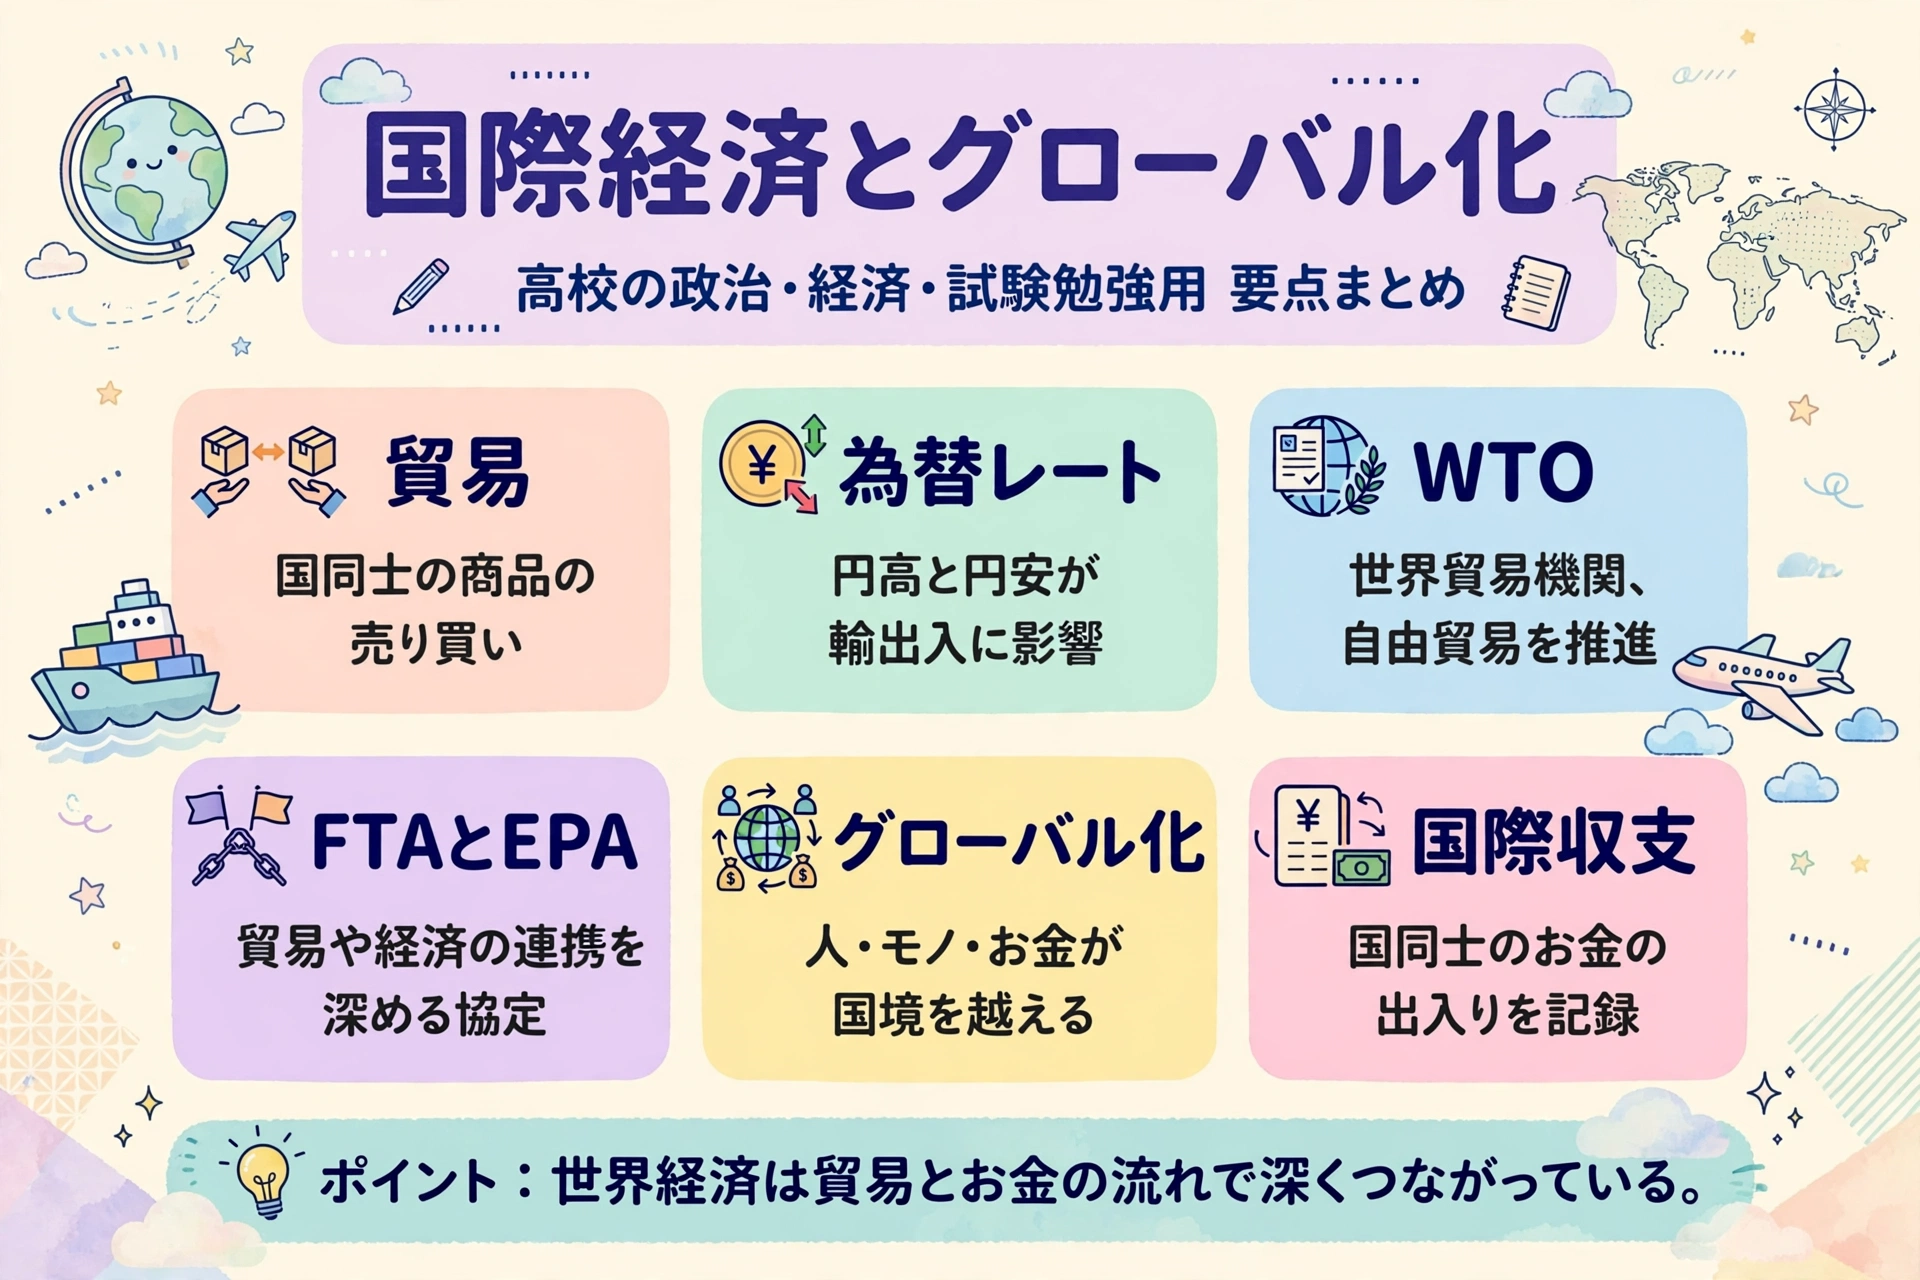 国際経済とグローバル化
高校の政治・経済・試験勉強用 要点まとめ
貿易
国同士の商品の
売り買い
¥
為替レート
円高と円安が
輸出入に影響
WTO
世界貿易機関、
自由貿易を推進
FTAとEPA
貿易や経済の連携を
深める協定
$ $
グローバル化
人・モノ・お金が
国境を越える
¥
国際収支
国同士のお金の
出入りを記録
ポイント：世界経済は貿易とお金の流れで深くつながっている。